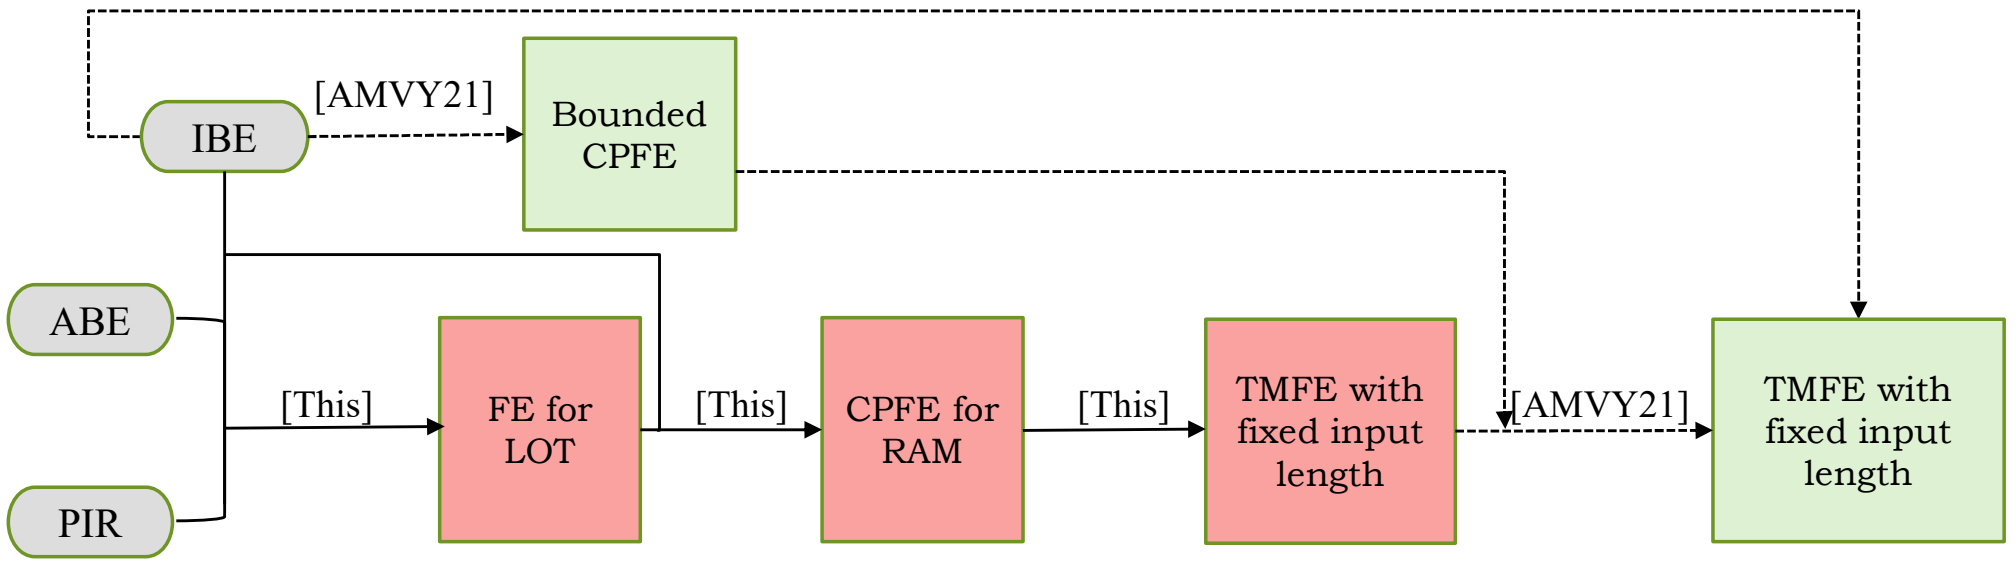 [AMVY21]
IBE
Bounded
CPFE
ABE
PIR
[This]
FE for
LOT
[This]
CPFE for
RAM
[This]
TMFE with
fixed input
length
[AMVY21]
TMFE with
fixed input
length